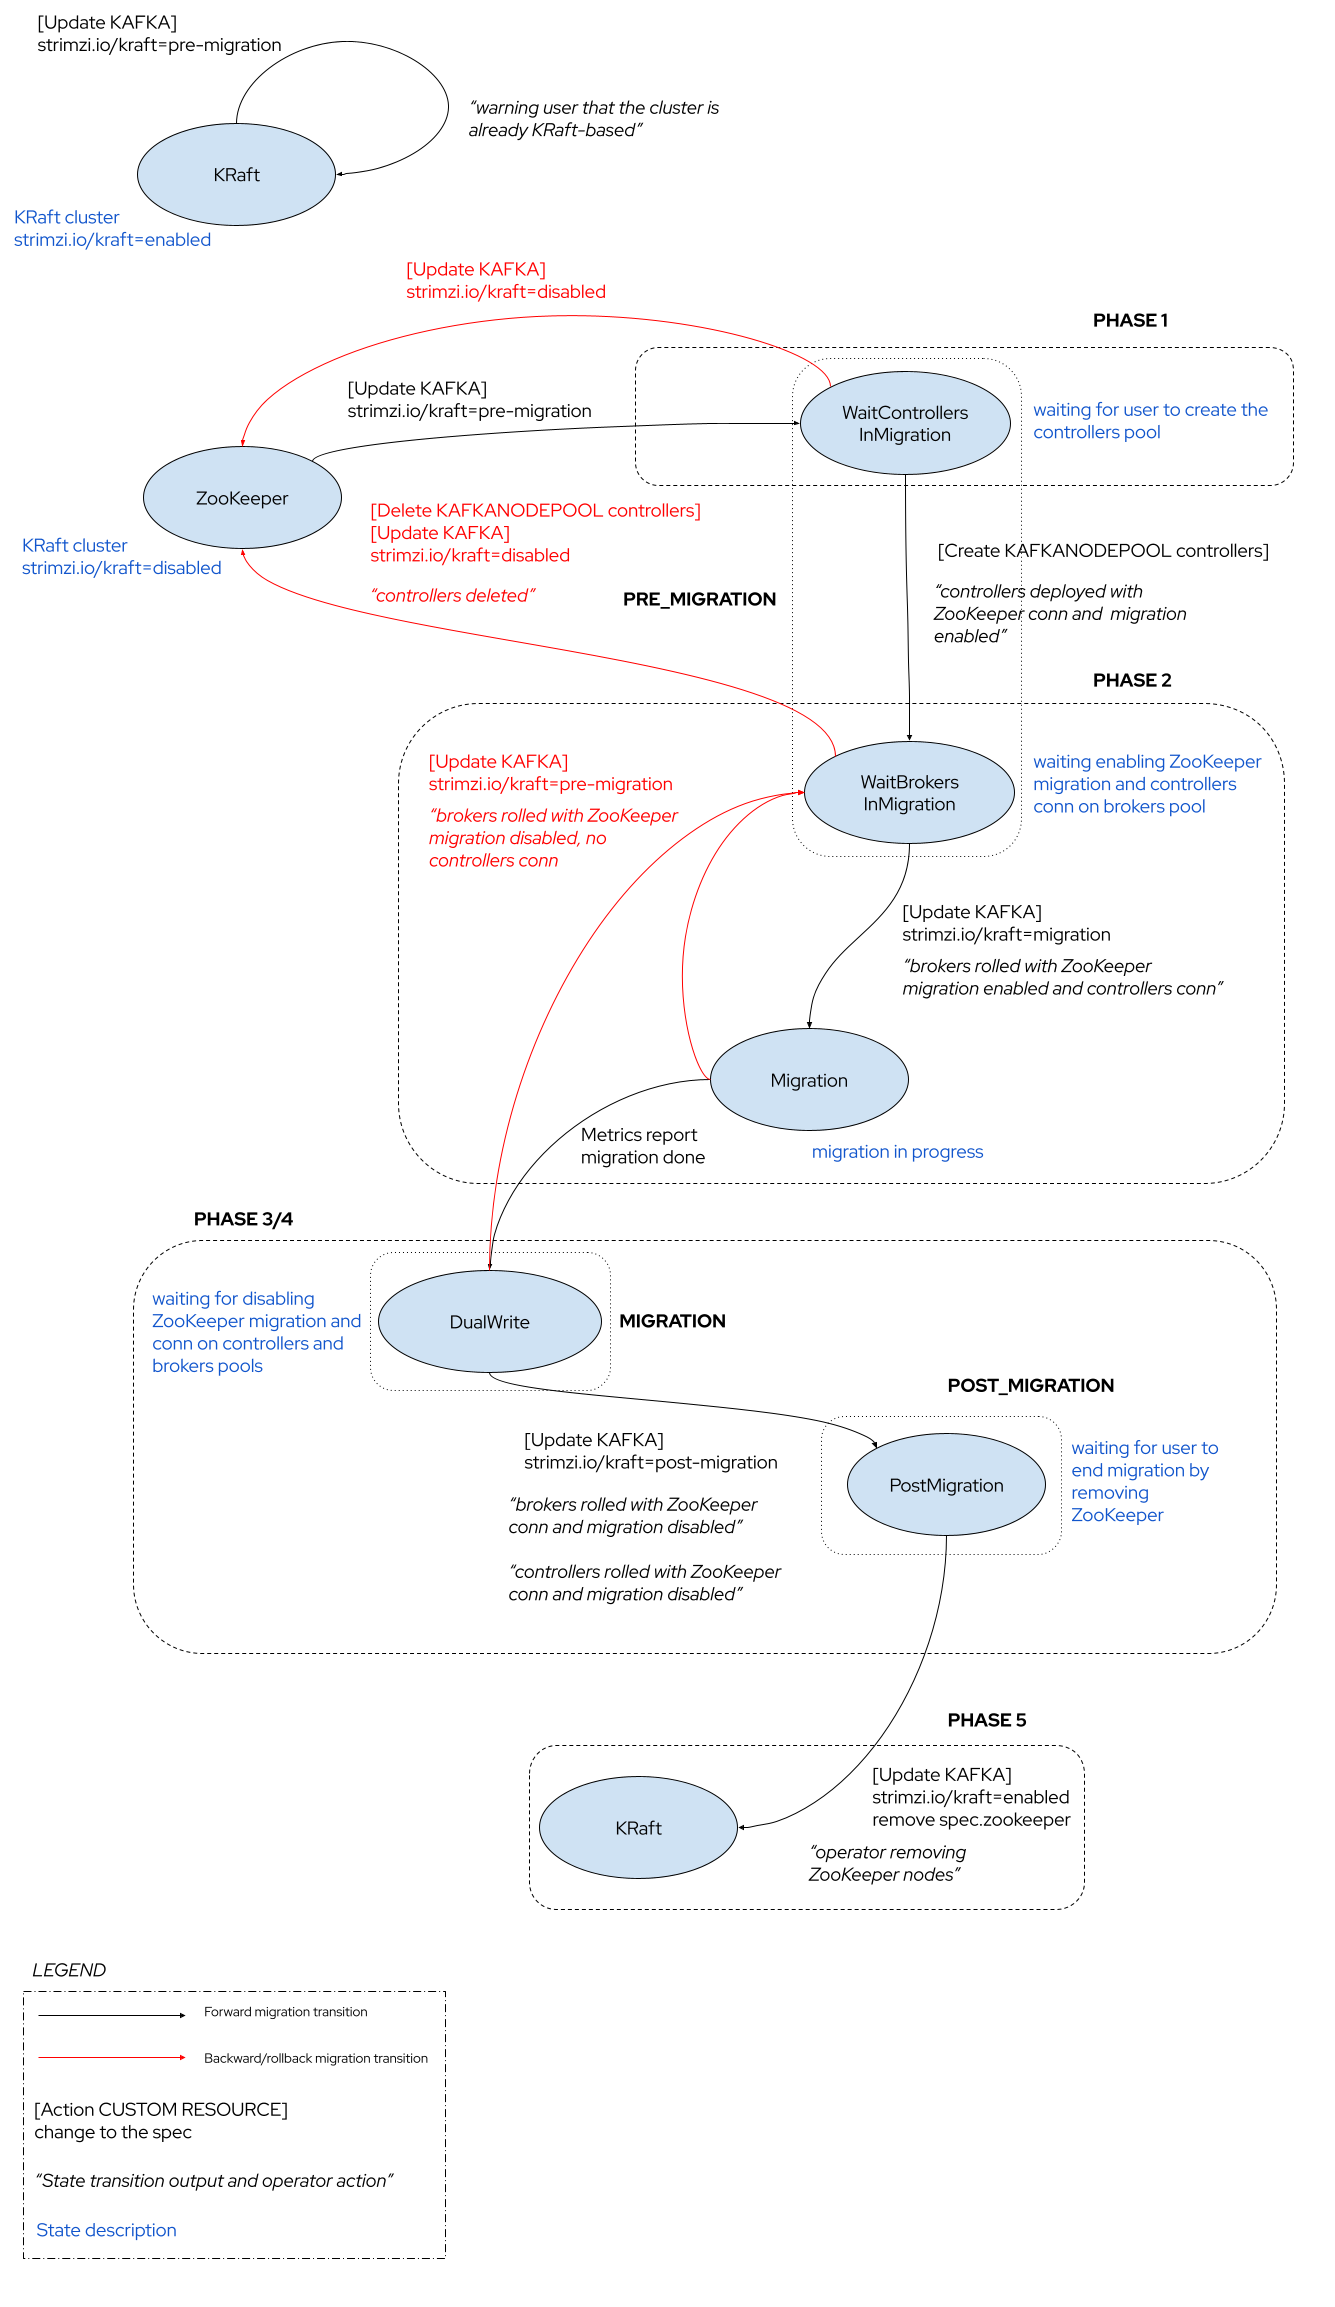 [Update KAFKA]
strimzi.io/kraft=pre-migration
“warning user that the cluster is
already KRaft-based”
KRaft
KRaft cluster
strimzi.io/kraft=enabled
[Update KAFKA]
strimzi.io/kraft=disabled
PHASE 1
[Update KAFKA]
strimzi.io/kraft=pre-migration
WaitControllers
InMigration
waiting for user to create the
controllers pool
ZooKeeper
KRaft cluster
strimzi.io/kraft=disabled
[Delete KAFKANODEPOOL controllers]
[Update KAFKA]
strimzi.io/kraft=disabled
“controllers deleted”
PRE_MIGRATION
[Create KAFKANODEPOOL controllers]
“controllers deployed with
ZooKeeper conn and migration
enabled”
PHASE 2
[Update KAFKA]
strimzi.io/kraft=pre-migration
“brokers rolled with ZooKeeper
migration disabled, no
controllers conn
WaitBrokers
InMigration
waiting enabling ZooKeeper
migration and controllers
conn on brokers pool
[Update KAFKA]
strimzi.io/kraft=migration
“brokers rolled with ZooKeeper
migration enabled and controllers conn”
Migration
Metrics report
migration done
migration in progress
PHASE 3/4
waiting for disabling
ZooKeeper migration and
conn on controllers and
brokers pools
DualWrite
MIGRATION
POST_MIGRATION
[Update KAFKA]
strimzi.io/kraft=post-migration
“brokers rolled with ZooKeeper
conn and migration disabled”
“controllers rolled with ZooKeeper
conn and migration disabled”
PostMigration
waiting for user to
end migration by
removing
ZooKeeper
PHASE 5
KRaft
[Update KAFKA]
strimzi.io/kraft=enabled
remove spec.zookeeper
“operator removing
ZooKeeper nodes”
LEGEND
Forward migration transition
Backward/rollback migration transition
[Action CUSTOM RESOURCE]
change to the spec
“State transition output and operator action”
State description